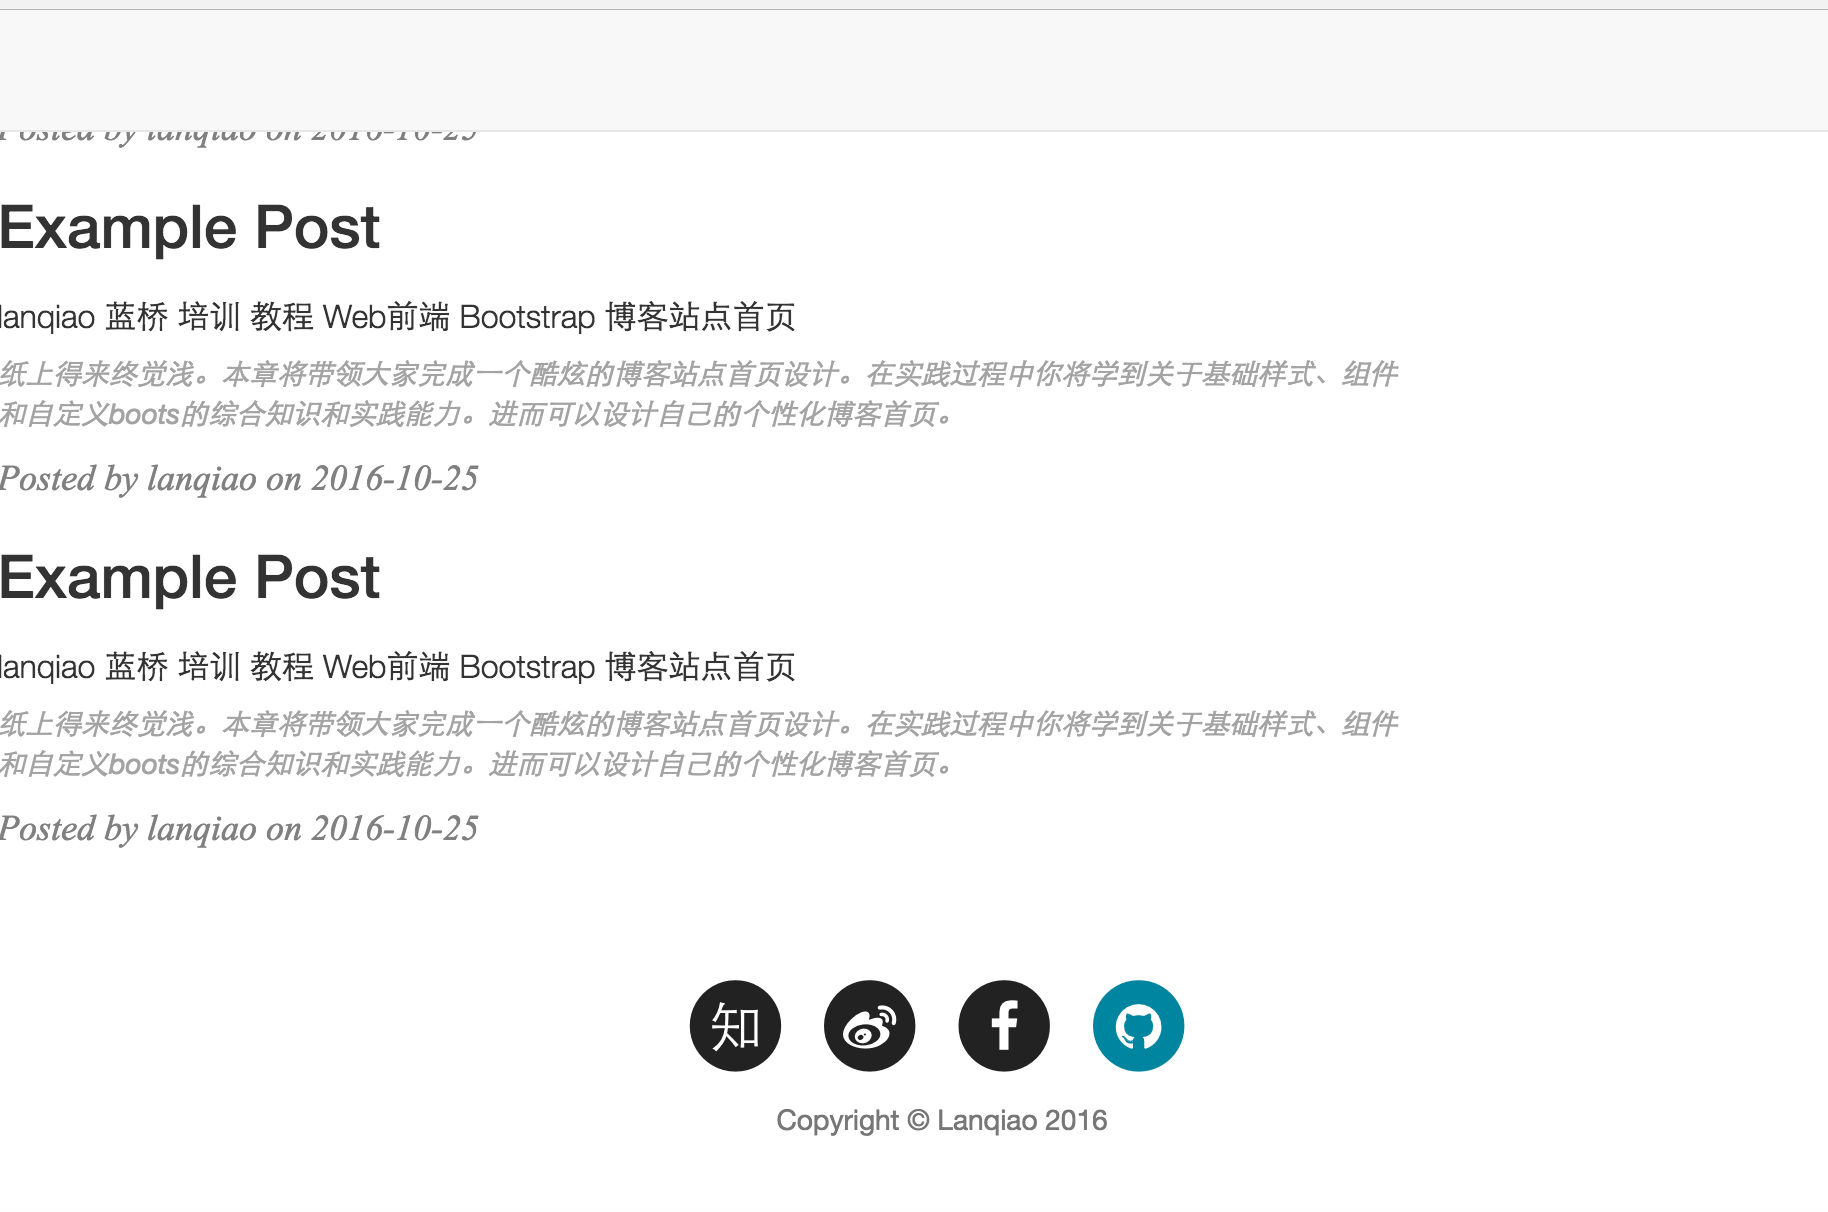 Posted by lanqiao on 2016-10-25
Example Post
lanqiao 蓝桥 培训 教程 Web前端 Bootstrap 博客站点首页
纸上得来终觉浅。本章将带领大家完成一个酷炫的博客站点首页设计。在实践过程中你将学到关于基础样式、组件
和自定义boots的综合知识和实践能力。进而可以设计自己的个性化博客首页。
Posted by lanqiao on 2016-10-25
Example Post
lanqiao 蓝桥 培训 教程 Web前端 Bootstrap 博客站点首页
纸上得来终觉浅。本章将带领大家完成一个酷炫的博客站点首页设计。在实践过程中你将学到关于基础样式、组件
和自定义boots的综合知识和实践能力。进而可以设计自己的个性化博客首页。
Posted by lanqiao on 2016-10-25
知
Copyright © Lanqiao 2016